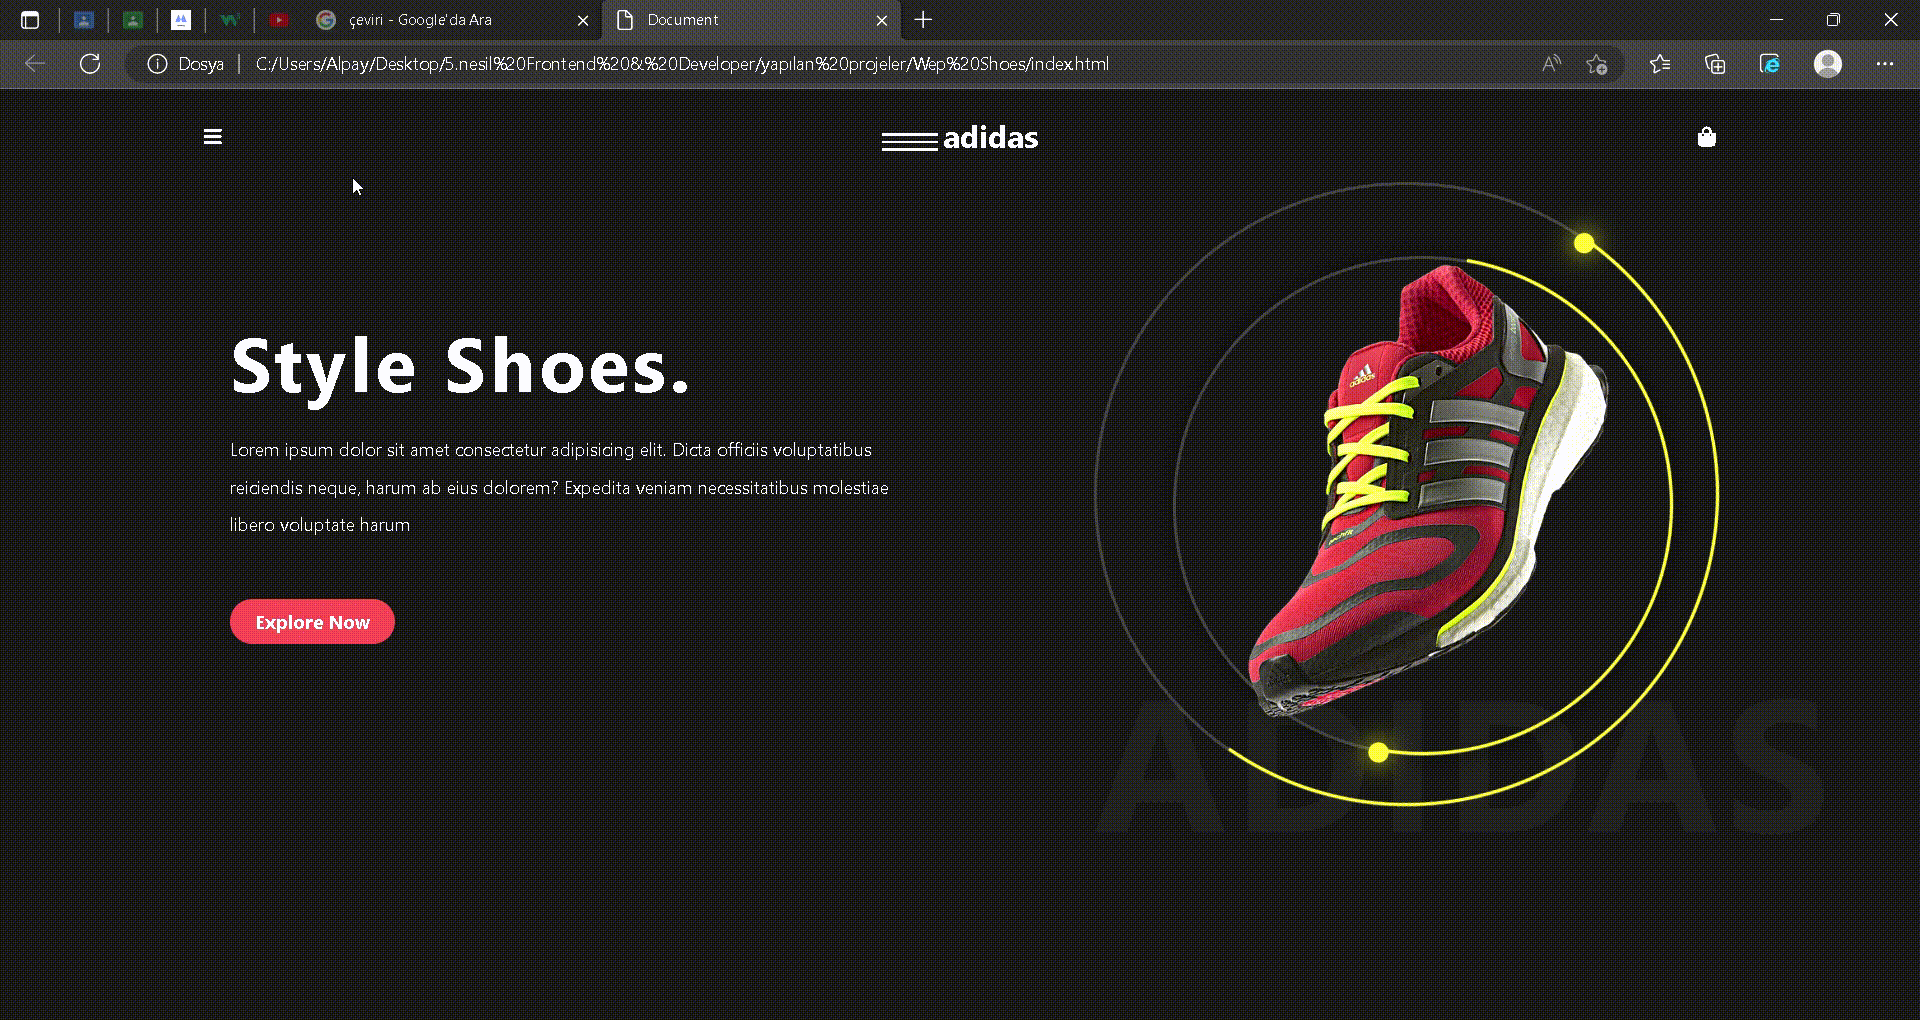 çeviri - Google'da Ara
Document
Dosya
C:/Users/Alpay/Desktop/5.nesil%20Frontend%20&%20Developer/yapılan%20projeler/Wep%20Shoes/index.html
adidas
Style Shoes.
Lorem ipsum dolor sit amet consectetur adipisicing elit. Dicta officiis voluptatibus
reiciendis neque, harum ab eius dolorem? Expedita veniam necessitatibus molestiae
libero voluptate harum
Explore Now
adidas
ADIDAS